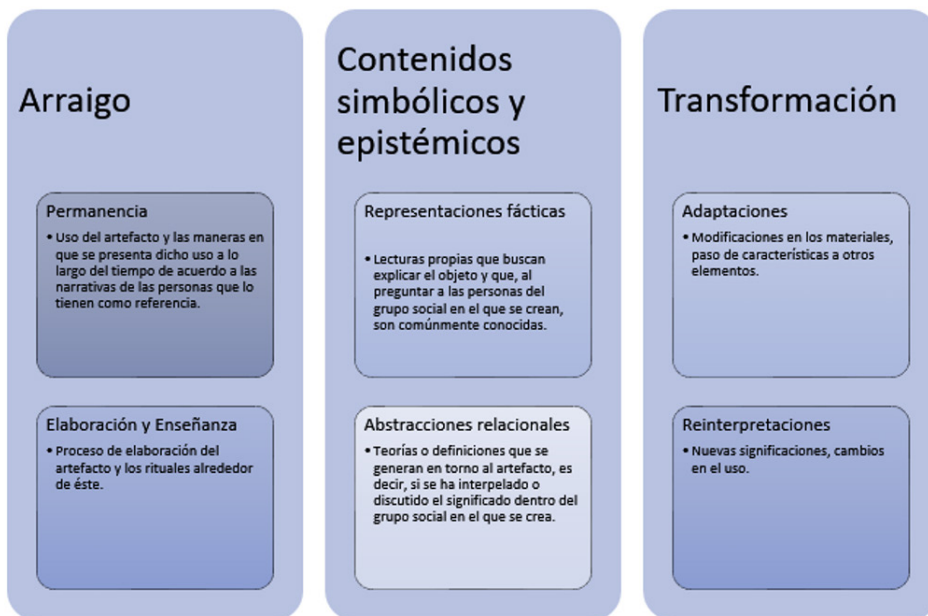 Arraigo
Permanencia
• Uso del artefacto y las maneras en
que se presenta dicho uso a lo
largo del tiempo de acuerdo a las
narrativas de las personas que lo
tienen como referencia.
Elaboración y Enseñanza
• Proceso de elaboración del
artefacto y los rituales alrededor
de éste.
Contenidos
simbólicos y
epistémicos
Representaciones fácticas
• Lecturas propias que buscan
explicar el objeto y que, al
preguntar a las personas del
grupo social en el que se crean,
son comúnmente conocidas.
Abstracciones relacionales
• Teorías o definiciones que se
generan en torno al artefacto, es
decir, si se ha interpelado o
discutido el significado dentro del
grupo social en el que se crea.
Transformación
Adaptaciones
• Modificaciones en los materiales,
paso de características a otros
elementos.
Reinterpretaciones
• Nuevas significaciones, cambios
en el uso.